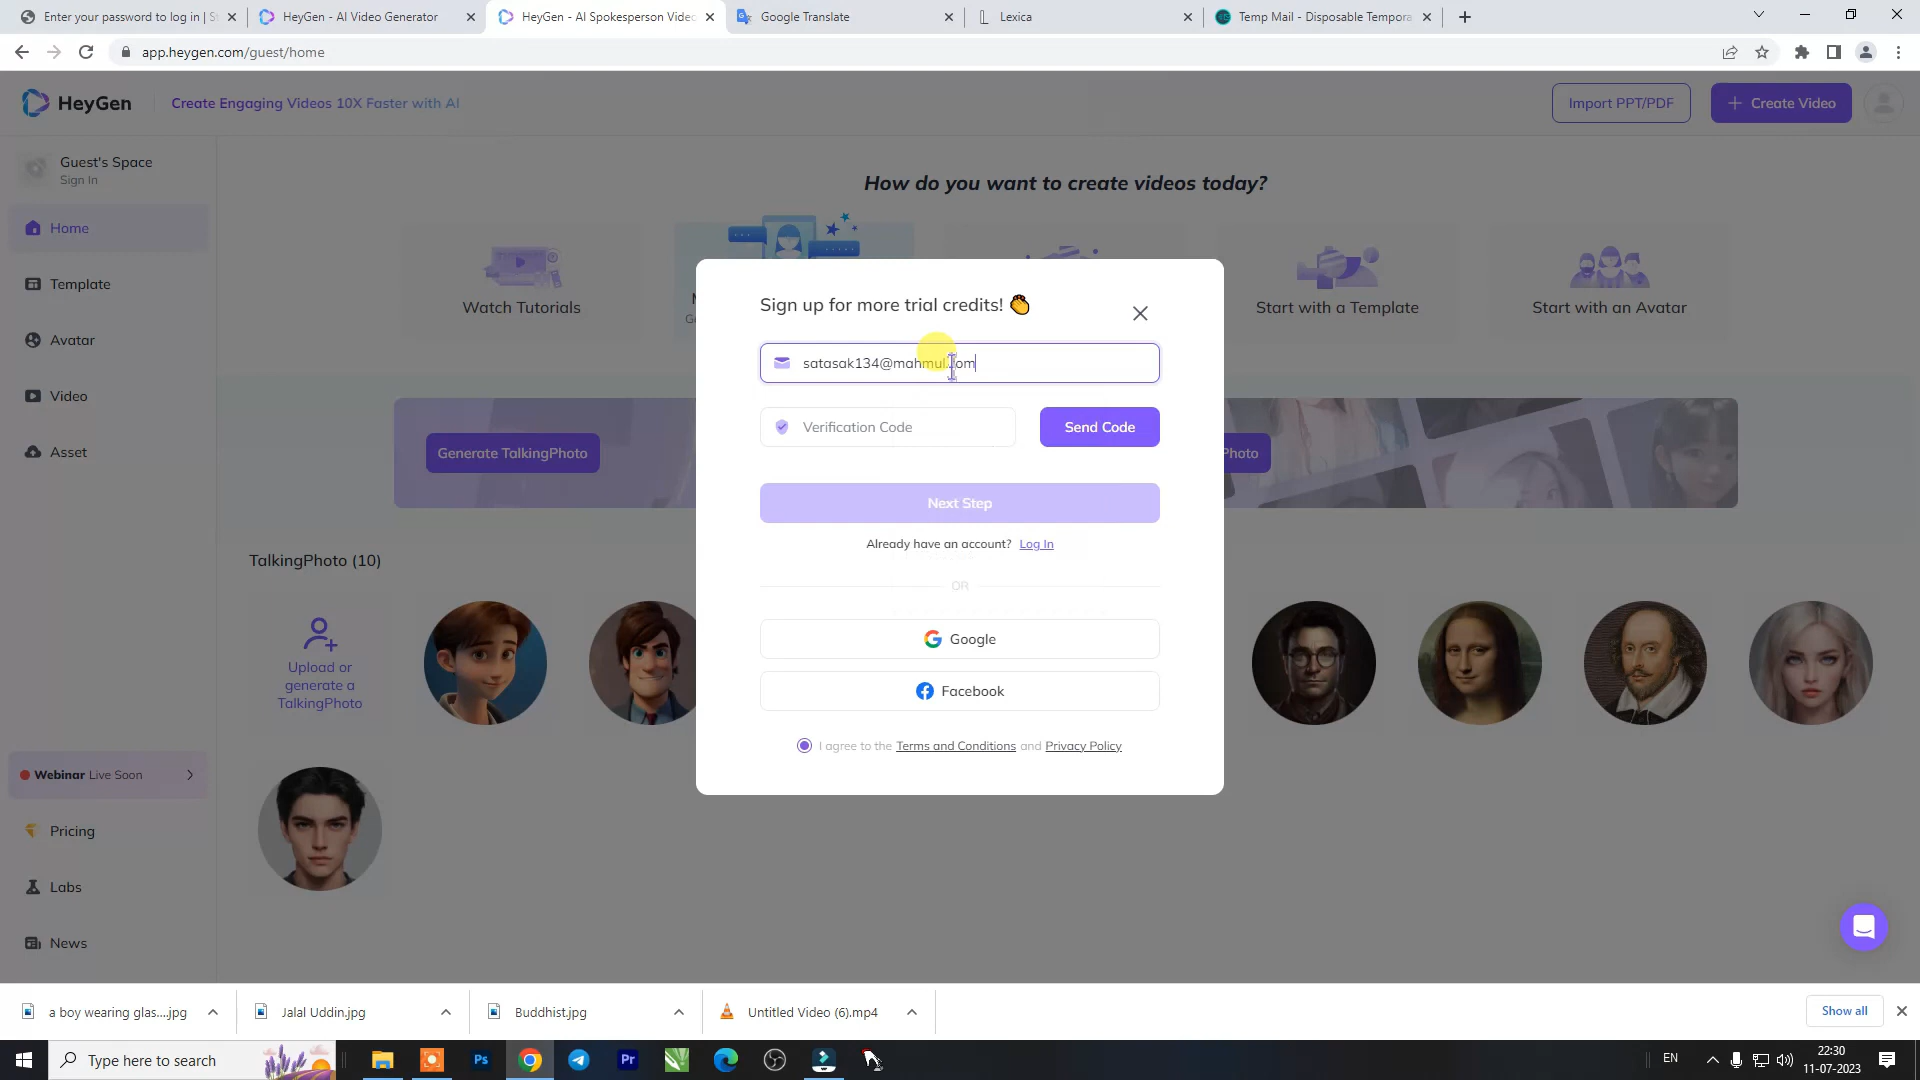 Enter your password to log in | St
HeyGen - AI Video Generator
HeyGen - AI Spokesperson Video
Google Translate
Lexica
Temp Mail - Disposable Tempora
app.heygen.com/guest/home
HeyGen
Create Engaging Videos 10X Faster with AI
Import PPT/PDF
+ Create Video
Guest's Space
Sign In
How do you want to create videos today?
Home
Template
Avatar
Video
Asset
Watch Tutorials
Start with a Template
Start with an Avatar
Sign up for more trial credits!
satasak134@mahmul.com
Verification Code
Send Code
Generate TalkingPhoto
Photo
Next Step
Already have an account? Log In
OR
TalkingPhoto (10)
Upload or
generate a
TalkingPhoto
Google
Facebook
I agree to the Terms and Conditions and Privacy Policy
Webinar Live Soon
Pricing
Labs
News
a boy wearing glas....jpg
Jalal Uddin.jpg
Buddhist.jpg
Untitled Video (6).mp4
Show all
Type here to search
Ps
Pr
EN
22:30
11-07-2023